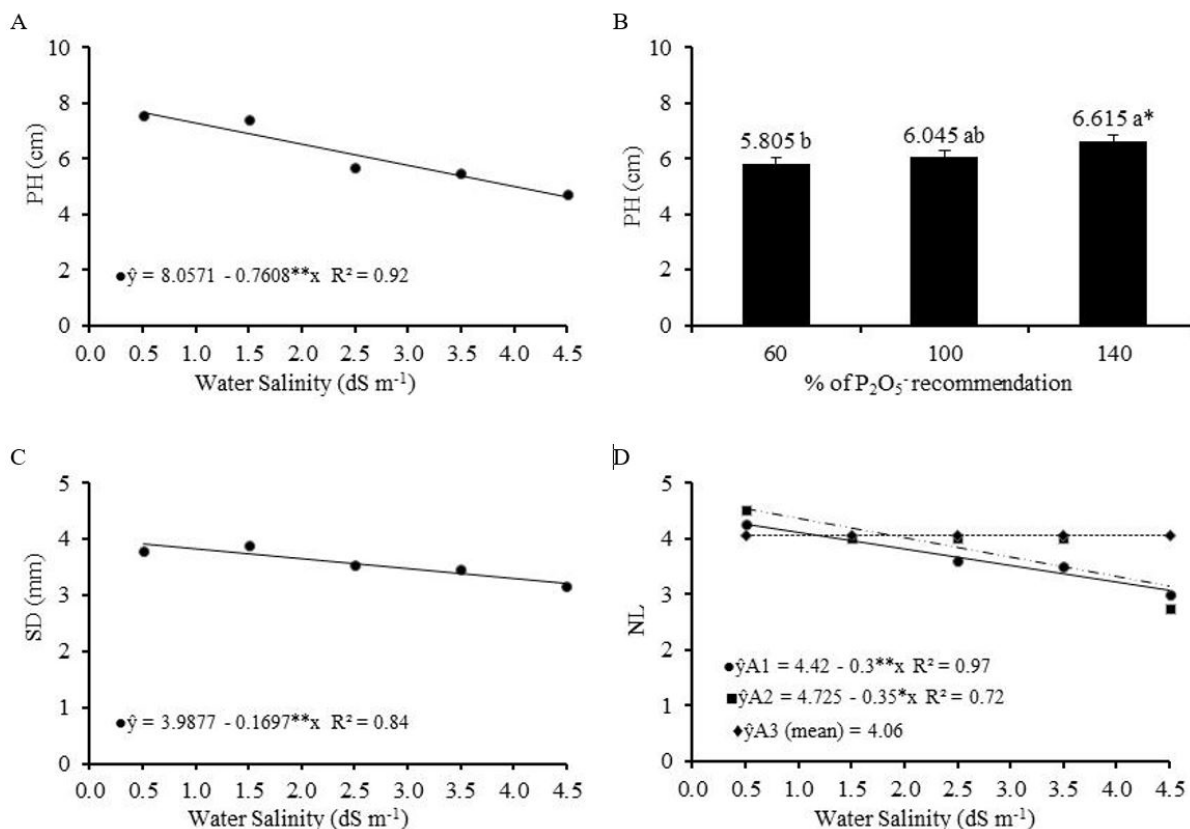 A
10
8
6
4
2
0
PH (cm)
● ŷ = 8.0571 - 0.7608**x R² = 0.92
0.0 0.5 1.0 1.5 2.0 2.5 3.0 3.5 4.0 4.5
Water Salinity (dS m⁻¹)
B
10
8
6
4
2
0
PH (cm)
5.805 b 6.045 ab 6.615 a*
60 100 140
% of P₂O₅⁻ recommendation
C
5
4
3
2
1
0
SD (mm)
● ŷ = 3.9877 - 0.1697**x R² = 0.84
0.0 0.5 1.0 1.5 2.0 2.5 3.0 3.5 4.0 4.5
Water Salinity (dS m⁻¹)
D
5
4
3
2
1
0
NL
● ŷA1 = 4.42 - 0.3**x R² = 0.97
■ ŷA2 = 4.725 - 0.35*x R² = 0.72
◆ ŷA3 (mean) = 4.06
0.0 0.5 1.0 1.5 2.0 2.5 3.0 3.5 4.0 4.5
Water Salinity (dS m⁻¹)